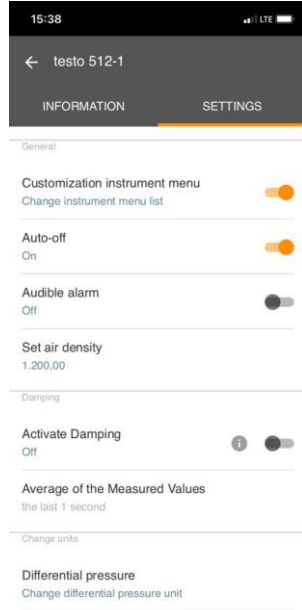 15:38
LTE
testo 512-1
INFORMATION
SETTINGS
General
Customization instrument menu
Change instrument menu list
Auto-off
On
Audible alarm
Off
Set air density
1.200,00
Damping
Activate Damping
Off
Average of the Measured Values
the last 1 second
Change units
Differential pressure
Change differential pressure unit